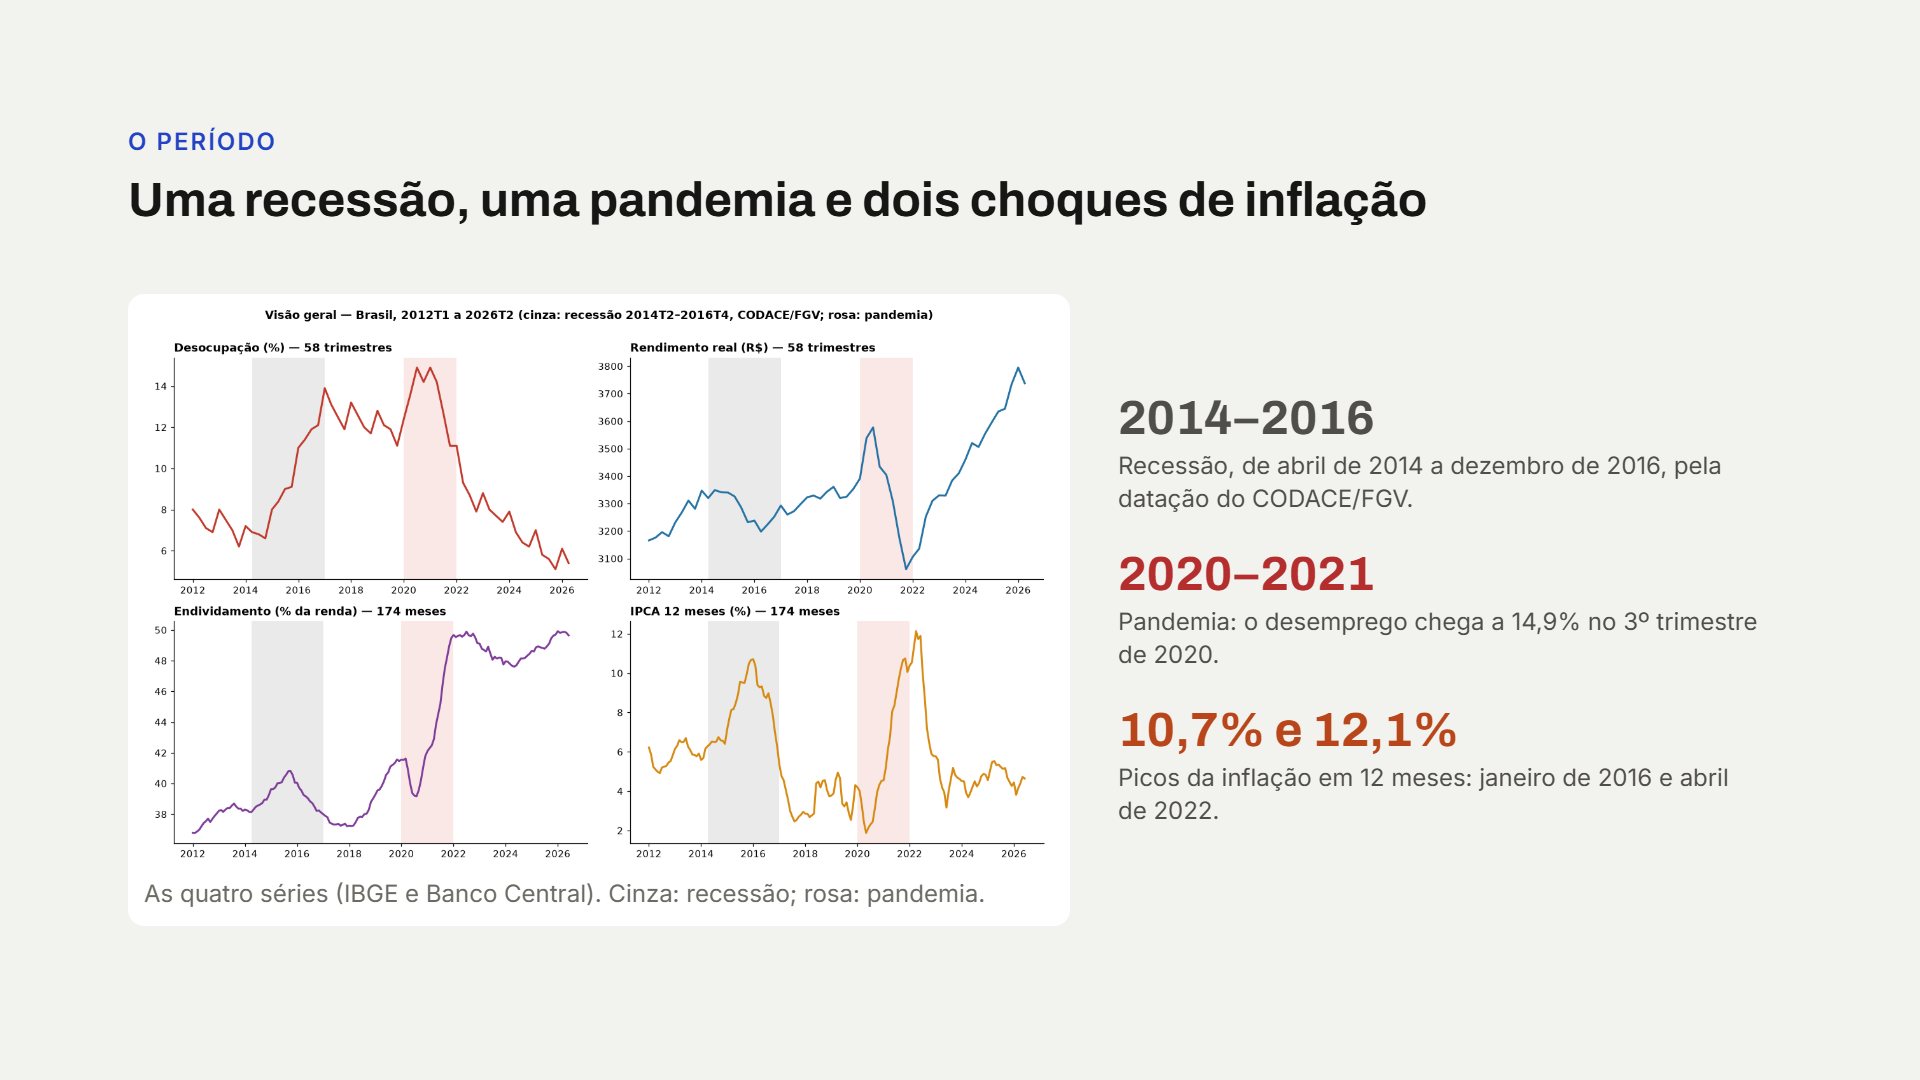 O PERÍODO
Uma recessão, uma pandemia e dois choques de inflação
Visão geral — Brasil, 2012T1 a 2026T2 (cinza: recessão 2014T2–2016T4, CODACE/FGV; rosa: pandemia)
Desocupação (%) — 58 trimestres
14
12
10
8
6
2012 2014 2016 2018 2020 2022 2024 2026
Rendimento real (R$) — 58 trimestres
3800
3700
3600
3500
3400
3300
3200
3100
2012 2014 2016 2018 2020 2022 2024 2026
Endividamento (% da renda) — 174 meses
50
48
46
44
42
40
38
2012 2014 2016 2018 2020 2022 2024 2026
IPCA 12 meses (%) — 174 meses
12
10
8
6
4
2
2012 2014 2016 2018 2020 2022 2024 2026
As quatro séries (IBGE e Banco Central). Cinza: recessão; rosa: pandemia.
2014–2016
Recessão, de abril de 2014 a dezembro de 2016, pela
datação do CODACE/FGV.
2020–2021
Pandemia: o desemprego chega a 14,9% no 3º trimestre
de 2020.
10,7% e 12,1%
Picos da inflação em 12 meses: janeiro de 2016 e abril
de 2022.